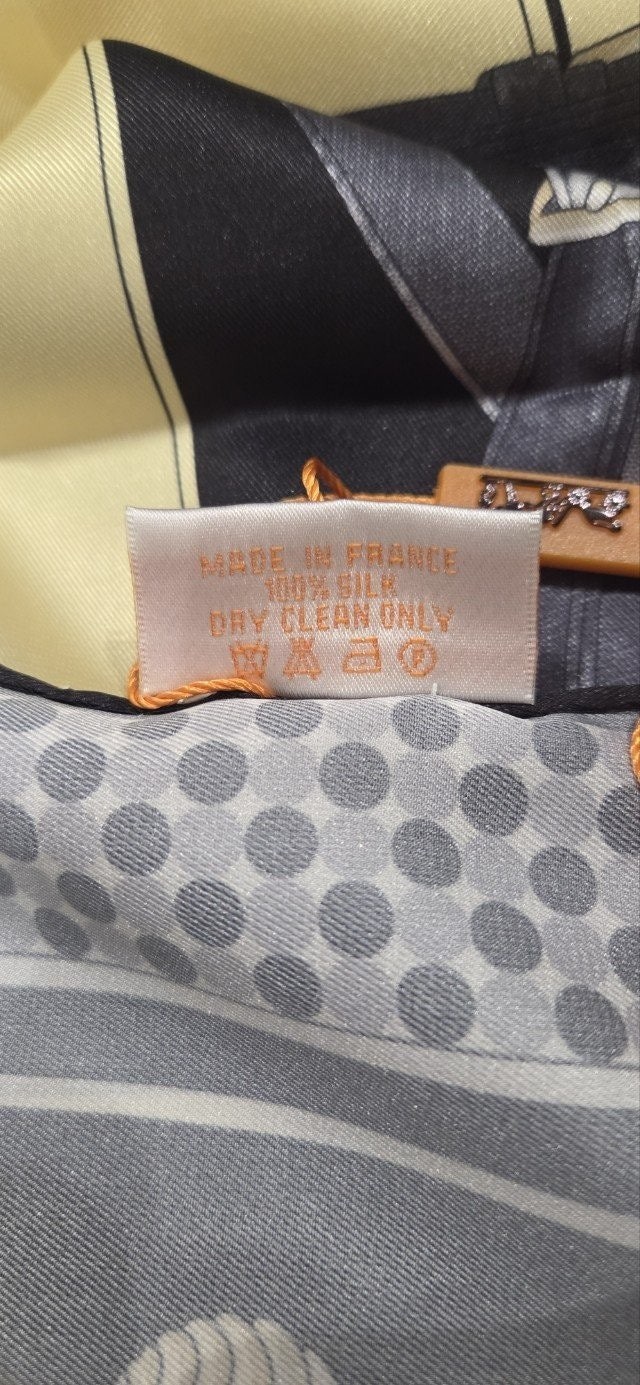 MADE IN FRANCE
100% SILK
DRY CLEAN ONLY
F